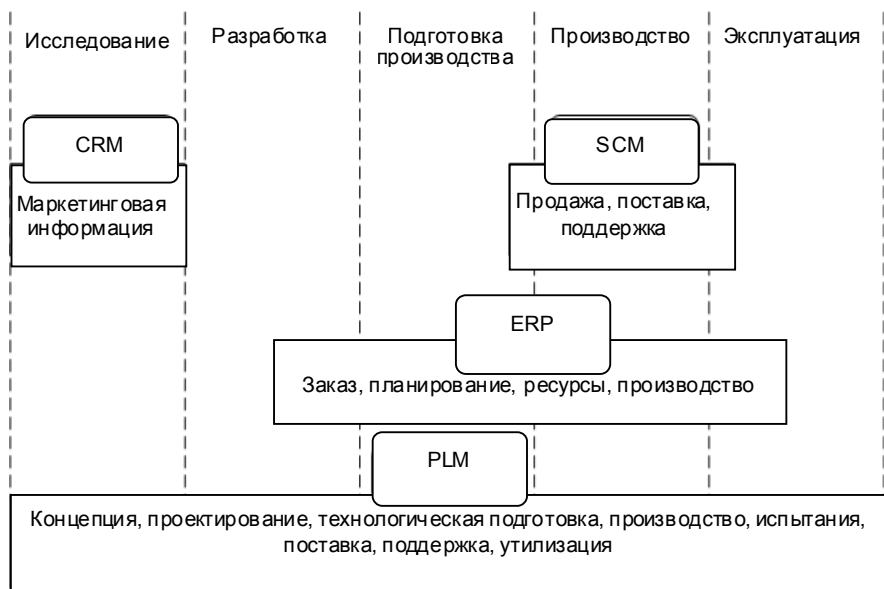 Исследование
Разработка
Подготовка
производства
Производство
Эксплуатация
CRM
SCM
Маркетинговая
информация
Продажа, поставка,
поддержка
ERP
Заказ, планирование, ресурсы, производство
PLM
Концепция, проектирование, технологическая подготовка, производство, испытания,
поставка, поддержка, утилизация